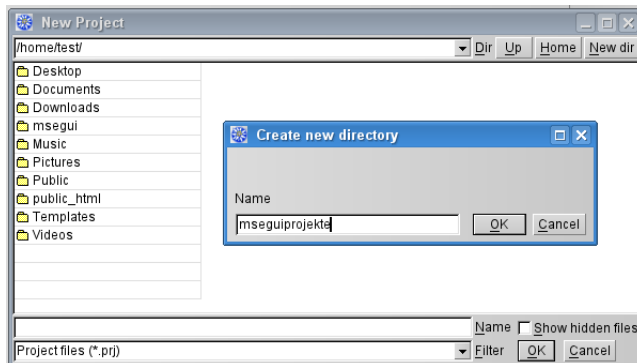 New Project
/home/test/ Dir Up Home New dir
Desktop
Documents
Downloads
msegui
Music
Pictures
Public
public_html
Templates
Videos
Create new directory
Name
mseguiprojekte OK Cancel
Name Show hidden files
Project files (*.prj) Filter OK Cancel